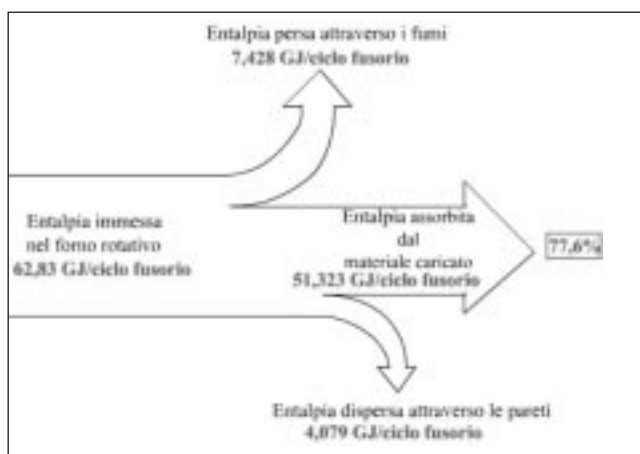 Entalpia persa attraverso i fumi
7,428 GJ/ciclo fusorio
Entalpia immessa
nel forno rotativo
62,83 GJ/ciclo fusorio
Entalpia assorbita
dal
materiale caricato
51,323 GJ/ciclo fusorio
77,6%
Entalpia dispersa attraverso le pareti
4,079 GJ/ciclo fusorio